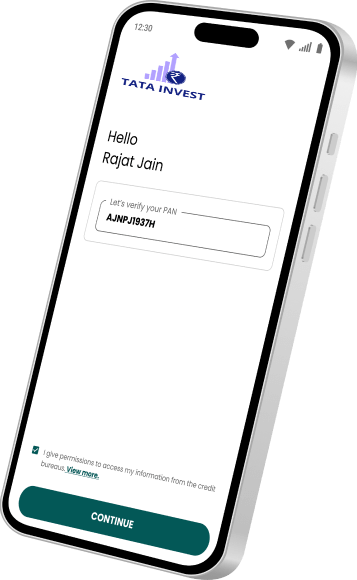 12:30
TATA INVEST
Hello
Rajat Jain
Let's verify your PAN
AJNPJ1937H
I give permissions to access my information from the credit
bureaus. View more.
CONTINUE